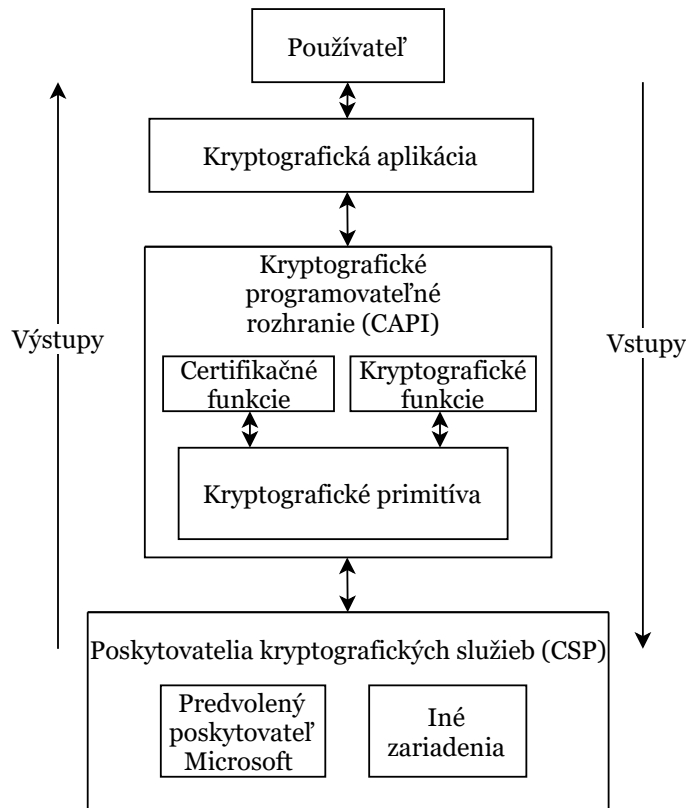 Používateľ
Kryptografická aplikácia
Kryptografické
programovateľné
rozhranie (CAPI)
Výstupy
Vstupy
Certifikačné
funkcie
Kryptografické
funkcie
Kryptografické primitíva
Poskytovatelia kryptografických služieb (CSP)
Predvolený
poskytovateľ
Microsoft
Iné
zariadenia